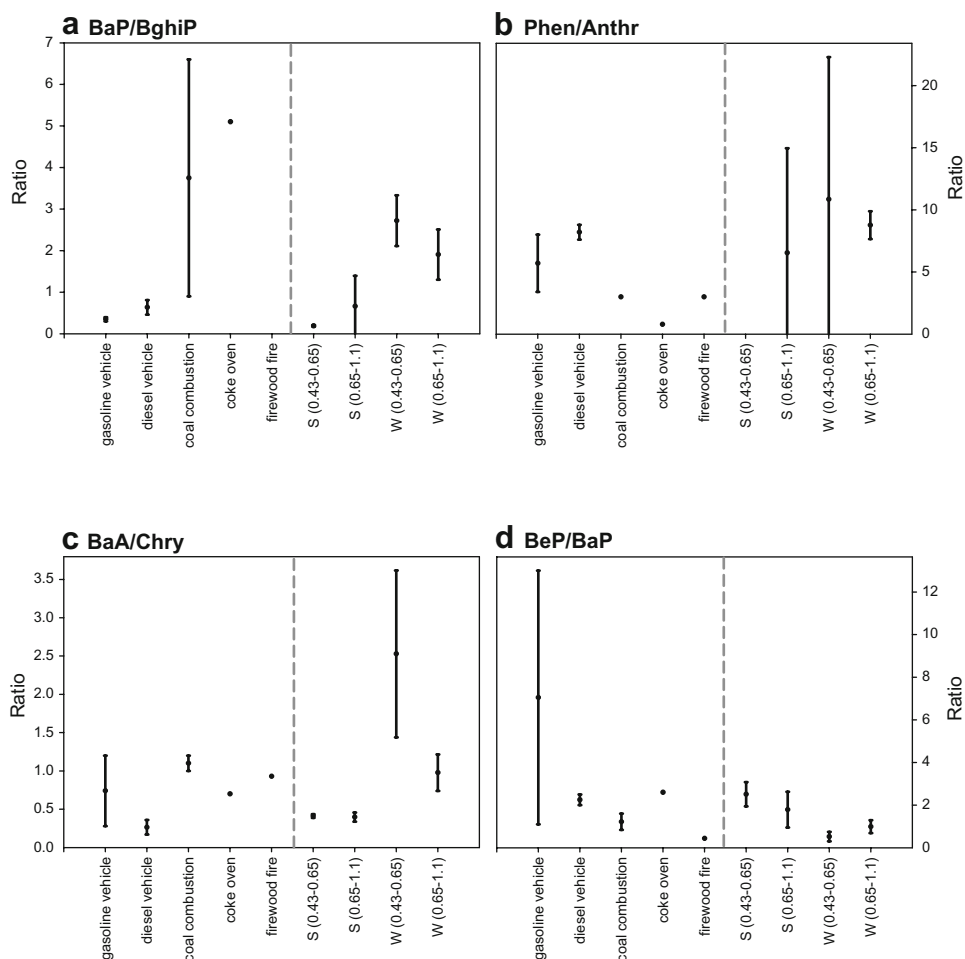 a BaP/BghiP
7
6
5
4
3
2
1
0
Ratio
gasoline vehicle
diesel vehicle
coal combustion
coke oven
firewood fire
S (0.43-0.65)
S (0.65-1.1)
W (0.43-0.65)
W (0.65-1.1)
b Phen/Anthr
20
15
10
5
0
Ratio
gasoline vehicle
diesel vehicle
coal combustion
coke oven
firewood fire
S (0.43-0.65)
S (0.65-1.1)
W (0.43-0.65)
W (0.65-1.1)
c BaA/Chry
3.5
3.0
2.5
2.0
1.5
1.0
0.5
0.0
Ratio
gasoline vehicle
diesel vehicle
coal combustion
coke oven
firewood fire
S (0.43-0.65)
S (0.65-1.1)
W (0.43-0.65)
W (0.65-1.1)
d BeP/BaP
12
10
8
6
4
2
0
Ratio
gasoline vehicle
diesel vehicle
coal combustion
coke oven
firewood fire
S (0.43-0.65)
S (0.65-1.1)
W (0.43-0.65)
W (0.65-1.1)